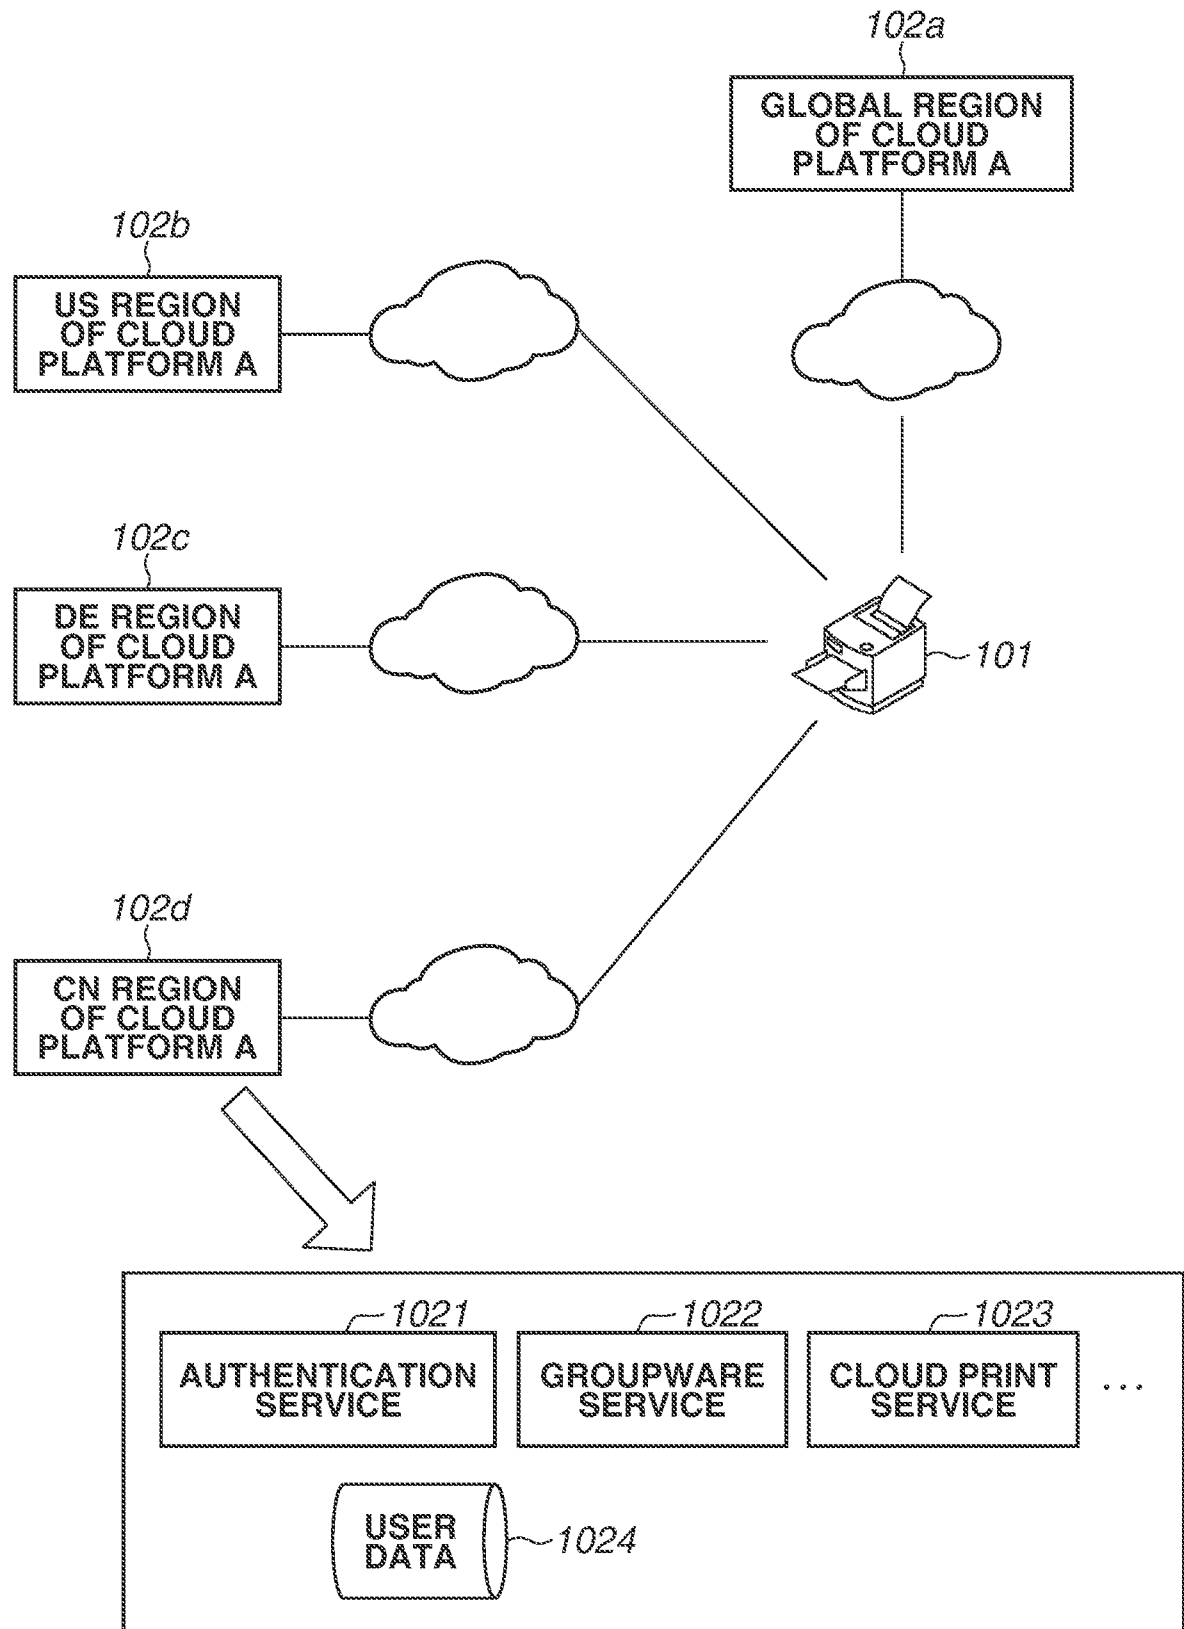 102a
GLOBAL REGION
OF CLOUD
PLATFORM A
102b
US REGION
OF CLOUD
PLATFORM A
102c
DE REGION
OF CLOUD
PLATFORM A
101
102d
CN REGION
OF CLOUD
PLATFORM A
1021
1022
1023
AUTHENTICATION
SERVICE
GROUPWARE
SERVICE
CLOUD PRINT
SERVICE
...
USER
DATA
1024